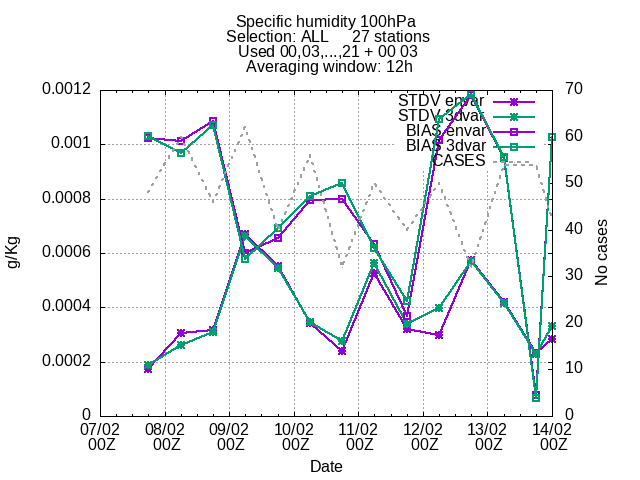 Specific humidity 100hPa
Selection: ALL 27 stations
Used 00,03,...,21 + 00 03
Averaging window: 12h
0.0012
0.001
0.0008
0.0006
0.0004
0.0002
0
70
60
50
40
30
20
10
0
STDV envar
STDV 3dvar
BIAS envar
BIAS 3dvar
CASES
g/Kg
No cases
07/02 08/02 09/02 10/02 11/02 12/02 13/02 14/02
00Z 00Z 00Z 00Z 00Z 00Z 00Z 00Z
Date